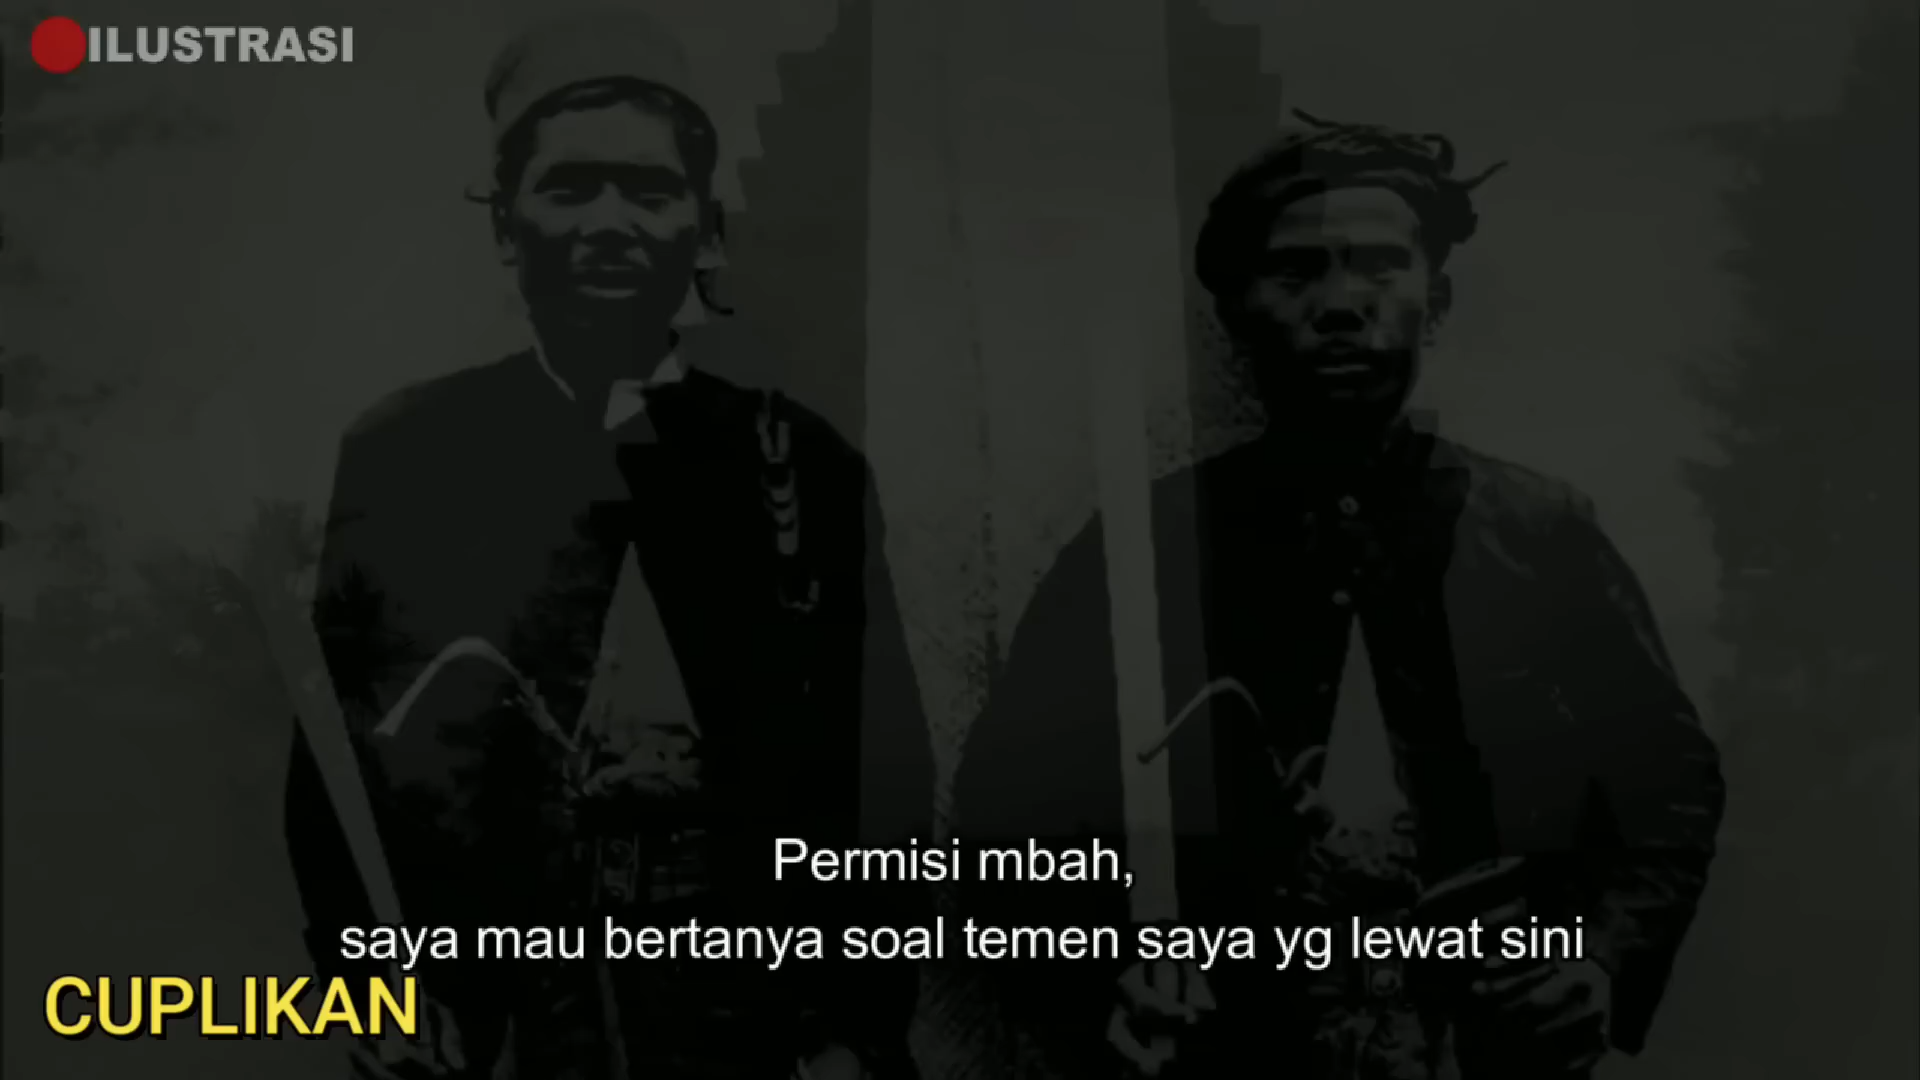 ILUSTRASI
Permisi mbah,
saya mau bertanya soal temen saya yg lewat sini
CUPLIKAN